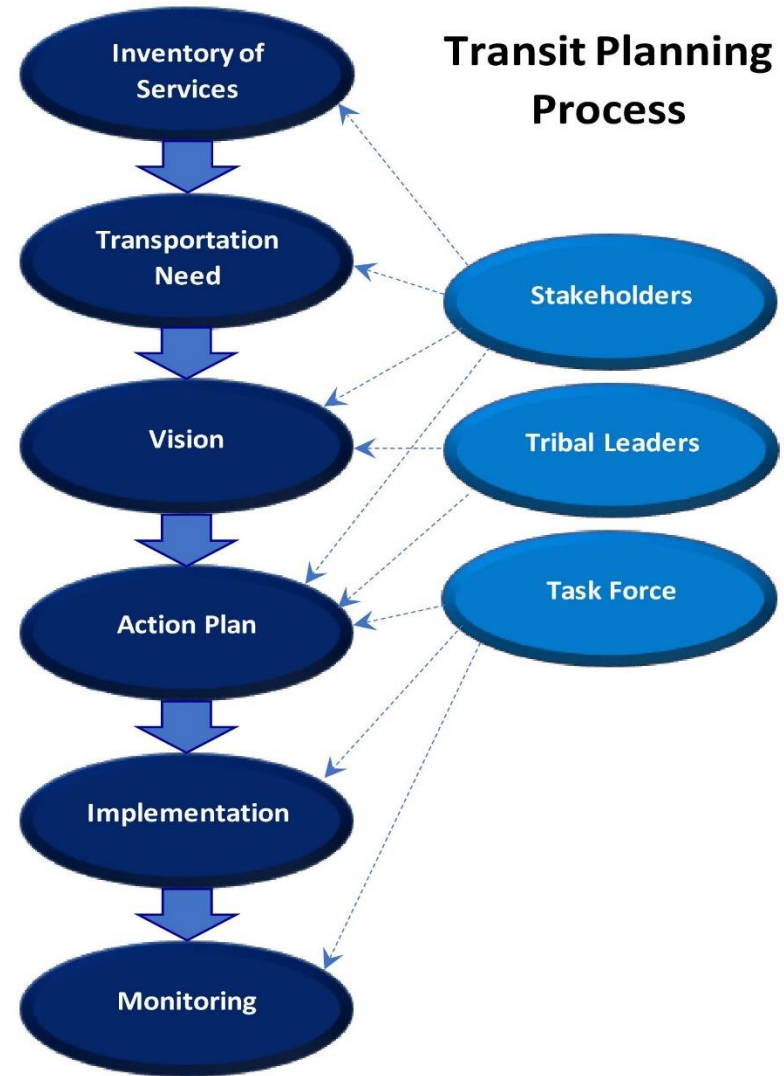 Transit Planning
Process
Inventory of
Services
Transportation
Need
Vision
Action Plan
Implementation
Monitoring
Stakeholders
Tribal Leaders
Task Force